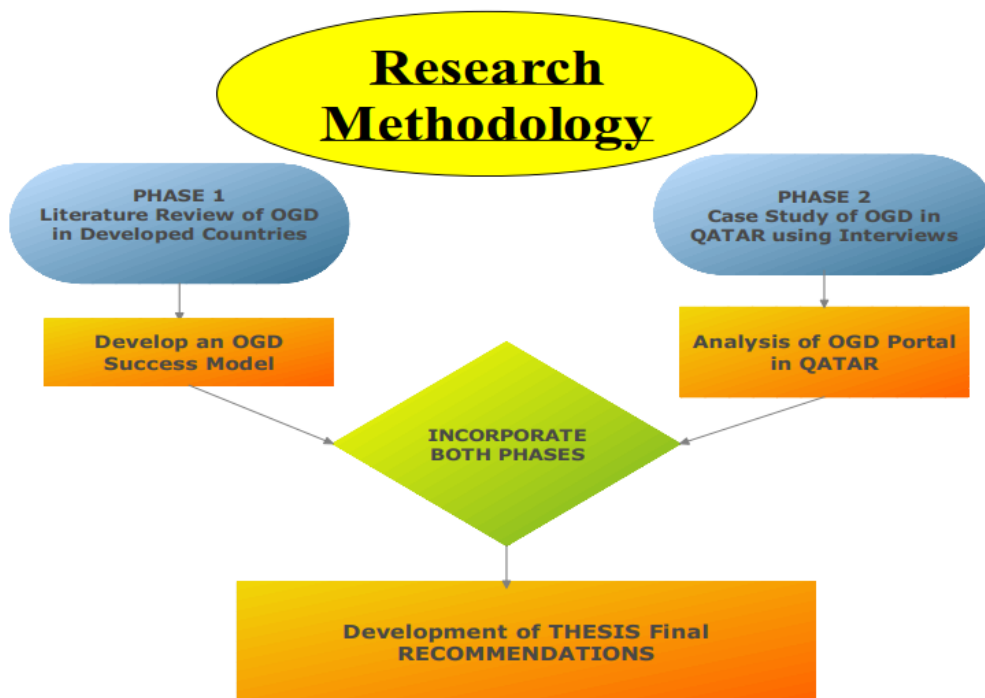 Research
Methodology
PHASE 1
Literature Review of OGD
in Developed Countries
PHASE 2
Case Study of OGD in
QATAR using Interviews
Develop an OGD
Success Model
Analysis of OGD Portal
in QATAR
INCORPORATE
BOTH PHASES
Development of THESIS Final
RECOMMENDATIONS